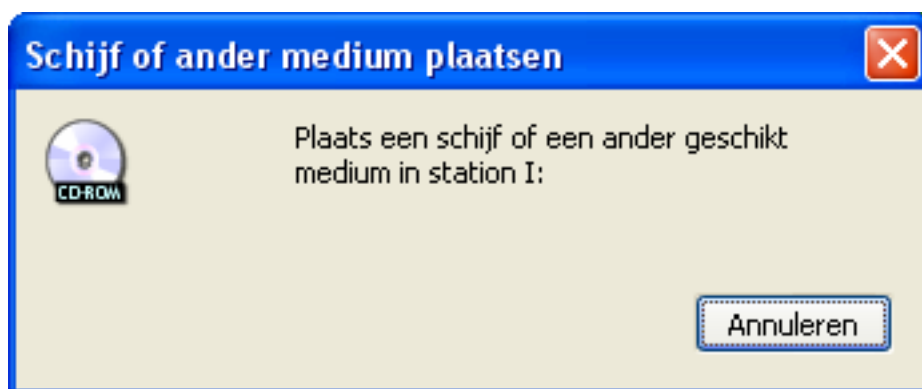 Schijf of ander medium plaatsen
Plaats een schijf of een ander geschikt
medium in station I:
CD-ROM
Annuleren